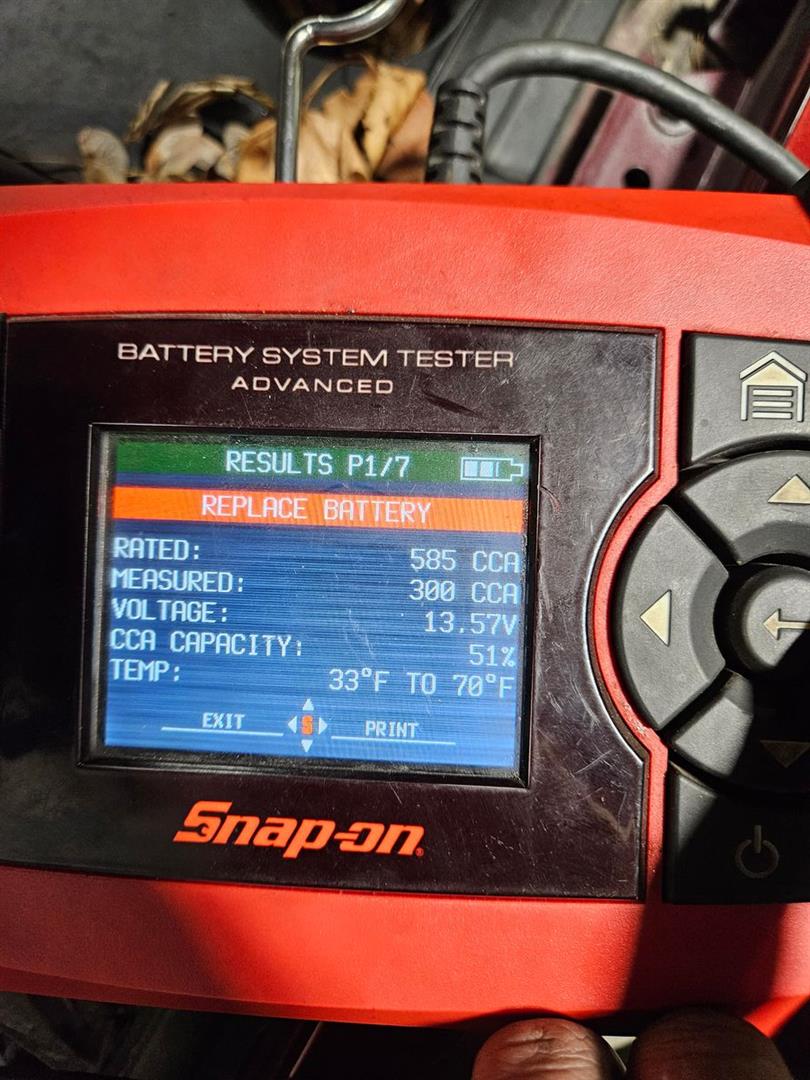 BATTERY SYSTEM TESTER
ADVANCED
RESULTS P1/7
REPLACE BATTERY
RATED: 585 CCA
MEASURED: 300 CCA
VOLTAGE: 13.57V
CCA CAPACITY: 51%
TEMP: 33°F TO 70°F
EXIT S PRINT
Snap-on®